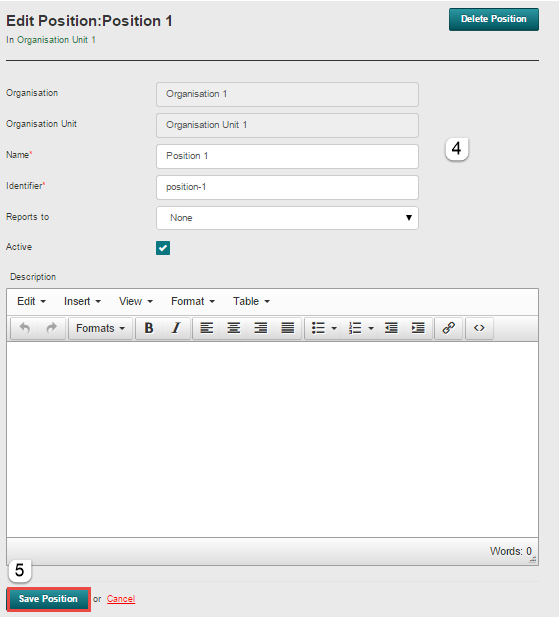 Edit Position:Position 1
Delete Position
In Organisation Unit 1
Organisation Organisation 1
Organisation Unit Organisation Unit 1
4
Name* Position 1
Identifier* position-1
Reports to None
Active
Description
Edit Insert View Format Table
Formats B I
Words: 0
5
Save Position or Cancel